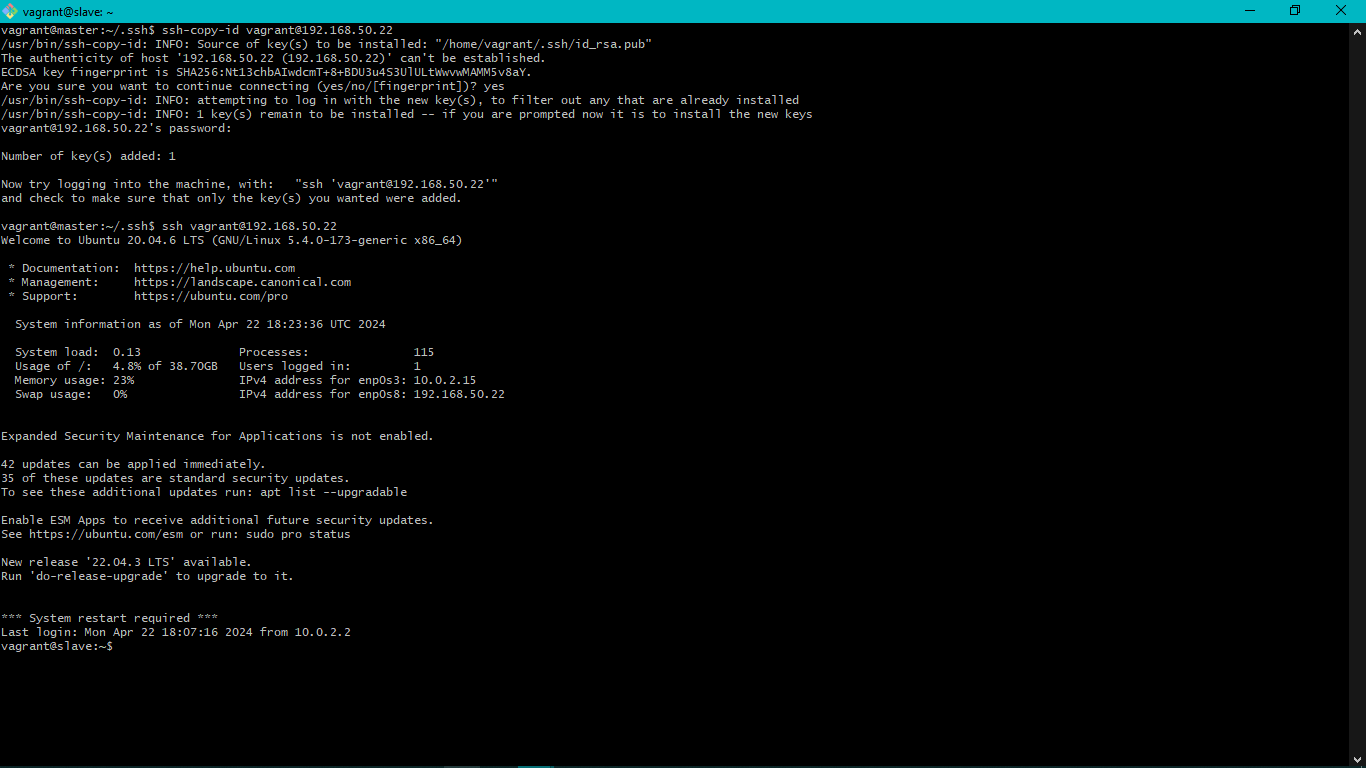 vagrant@slave: ~
vagrant@master:~/.ssh$ ssh-copy-id vagrant@192.168.50.22
/usr/bin/ssh-copy-id: INFO: Source of key(s) to be installed: "/home/vagrant/.ssh/id_rsa.pub"
The authenticity of host '192.168.50.22 (192.168.50.22)' can't be established.
ECDSA key fingerprint is SHA256:Nt13chbAIwdcmT+8+BDU3u4S3UlULtWwvwMAMM5v8aY.
Are you sure you want to continue connecting (yes/no/[fingerprint])? yes
/usr/bin/ssh-copy-id: INFO: attempting to log in with the new key(s), to filter out any that are already installed
/usr/bin/ssh-copy-id: INFO: 1 key(s) remain to be installed -- if you are prompted now it is to install the new keys
vagrant@192.168.50.22's password:
Number of key(s) added: 1
Now try logging into the machine, with:   "ssh 'vagrant@192.168.50.22'"
and check to make sure that only the key(s) you wanted were added.
vagrant@master:~/.ssh$ ssh vagrant@192.168.50.22
Welcome to Ubuntu 20.04.6 LTS (GNU/Linux 5.4.0-173-generic x86_64)
 * Documentation:  https://help.ubuntu.com
 * Management:     https://landscape.canonical.com
 * Support:        https://ubuntu.com/pro
  System information as of Mon Apr 22 18:23:36 UTC 2024
  System load:  0.13              Processes:               115
  Usage of /:   4.8% of 38.70GB   Users logged in:         1
  Memory usage: 23%               IPv4 address for enp0s3: 10.0.2.15
  Swap usage:   0%                IPv4 address for enp0s8: 192.168.50.22
Expanded Security Maintenance for Applications is not enabled.
42 updates can be applied immediately.
35 of these updates are standard security updates.
To see these additional updates run: apt list --upgradable
Enable ESM Apps to receive additional future security updates.
See https://ubuntu.com/esm or run: sudo pro status
New release '22.04.3 LTS' available.
Run 'do-release-upgrade' to upgrade to it.
*** System restart required ***
Last login: Mon Apr 22 18:07:16 2024 from 10.0.2.2
vagrant@slave:~$